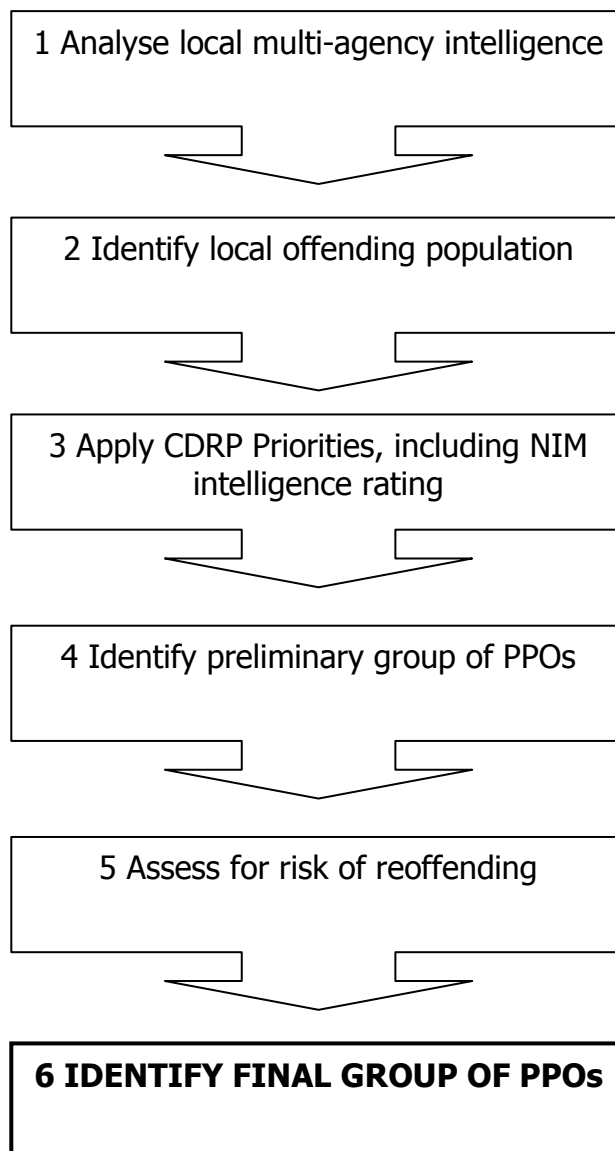 1 Analyse local multi-agency intelligence
2 Identify local offending population
3 Apply CDRP Priorities, including NIM
intelligence rating
4 Identify preliminary group of PPOs
5 Assess for risk of reoffending
6 IDENTIFY FINAL GROUP OF PPOs